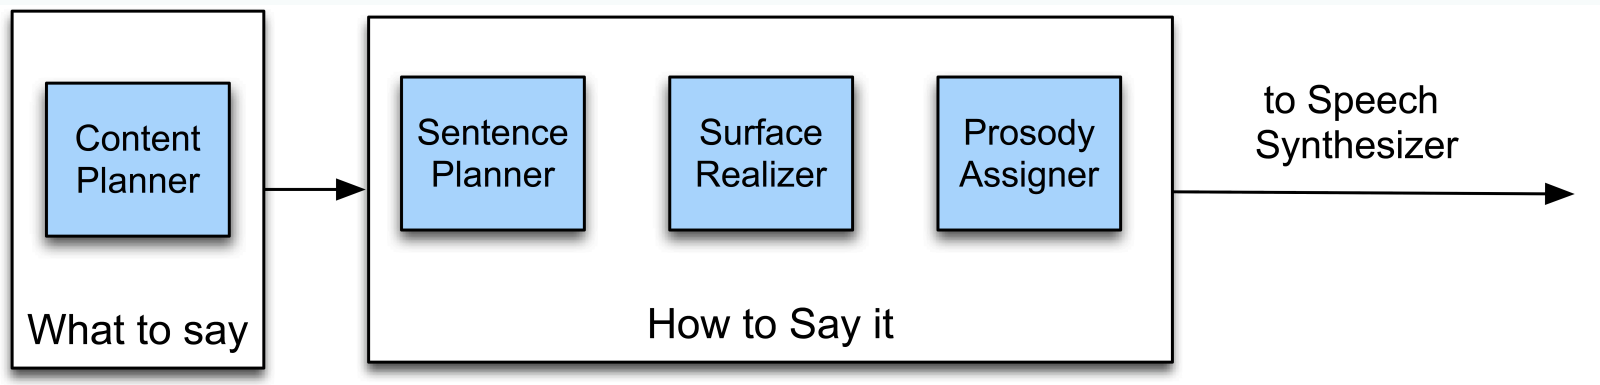 Content
Planner
What to say
Sentence
Planner
Surface
Realizer
Prosody
Assigner
How to Say it
to Speech
Synthesizer